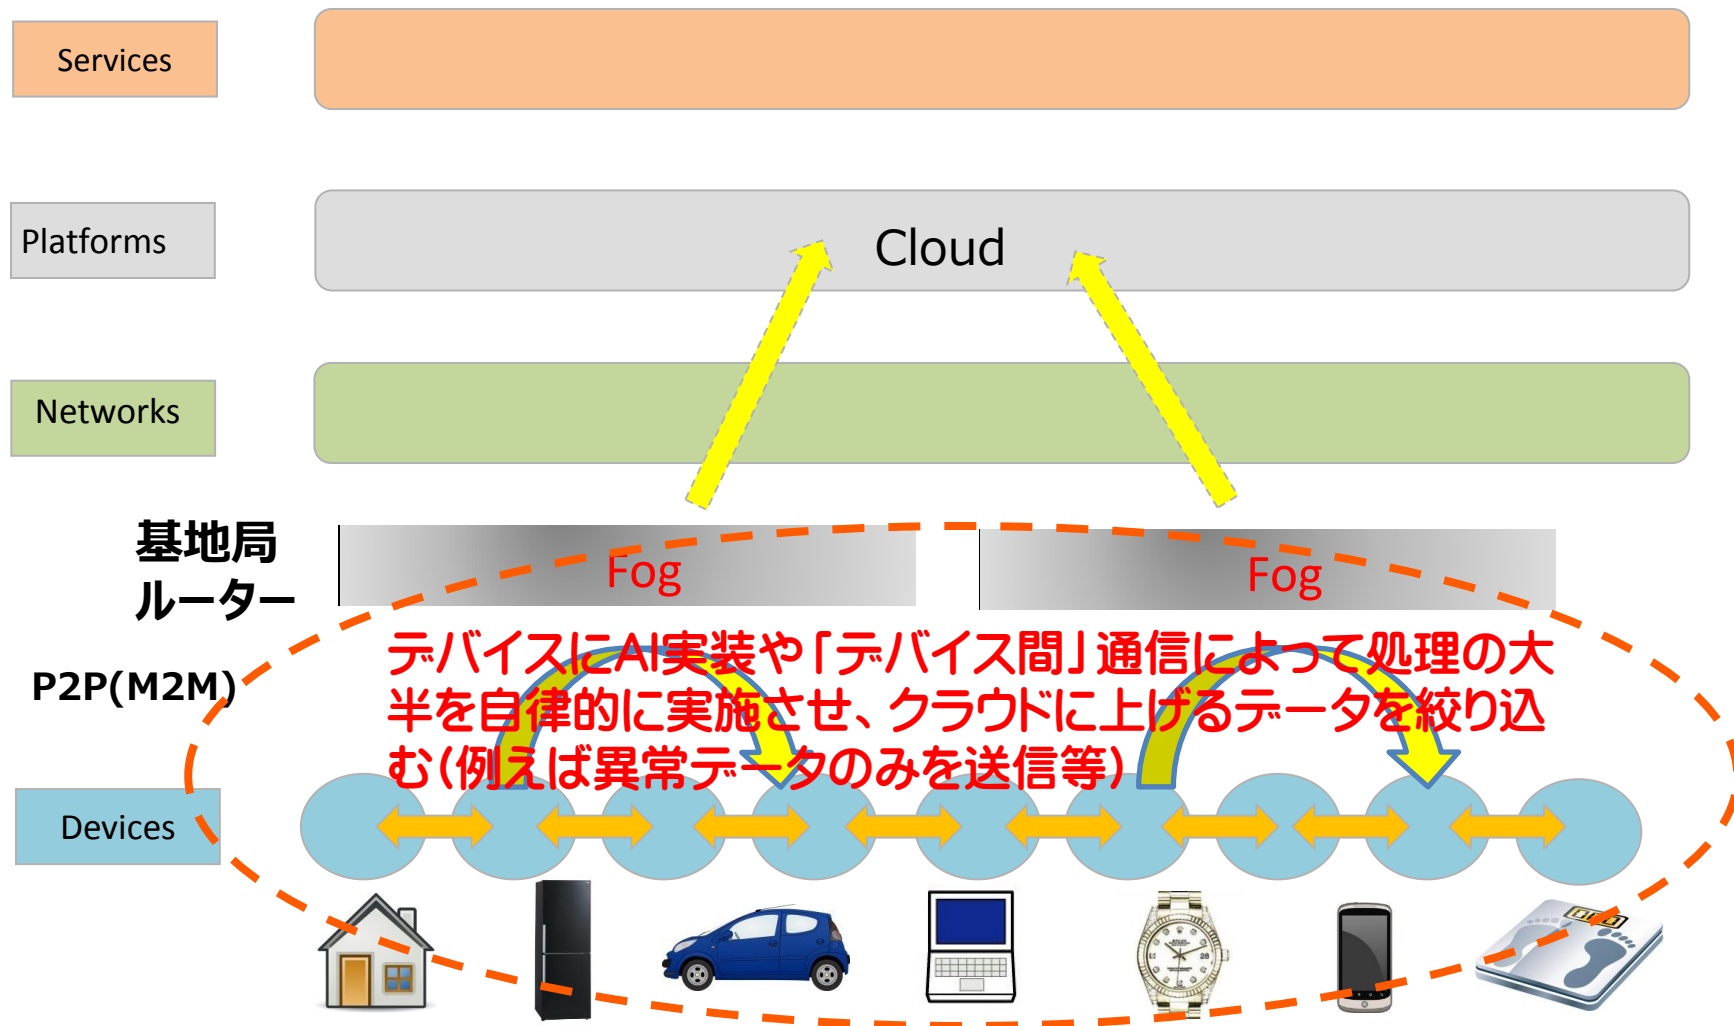 Services
Platforms
Cloud
Networks
基地局
ルーター
Fog
Fog
P2P(M2M)
デバイスにAI実装や「デバイス間」通信によって処理の大
半を自律的に実施させ、クラウドに上げるデータを絞り込
む(例えば異常データのみを送信等)
Devices